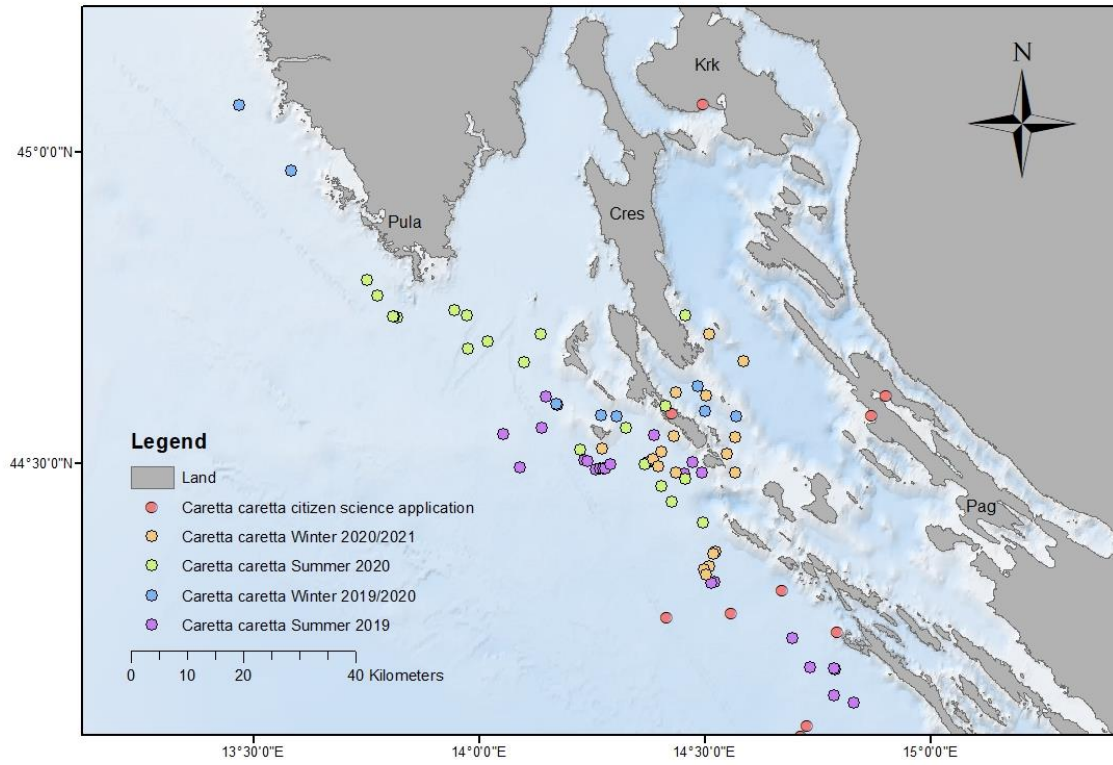 N
Krk
45°0'0"N
Pula
Cres
44°30'0"N
Pag
Legend
Land
Caretta caretta citizen science application
Caretta caretta Winter 2020/2021
Caretta caretta Summer 2020
Caretta caretta Winter 2019/2020
Caretta caretta Summer 2019
0 10 20 40 Kilometers
13°30'0"E 14°0'0"E 14°30'0"E 15°0'0"E